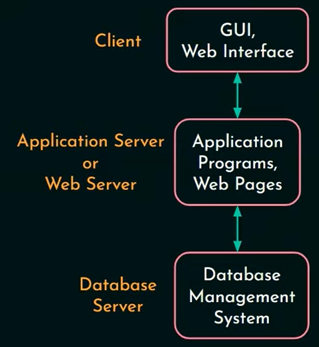 Client
GUI,
Web Interface
Application Server
or
Web Server
Application
Programs,
Web Pages
Database
Server
Database
Management
System